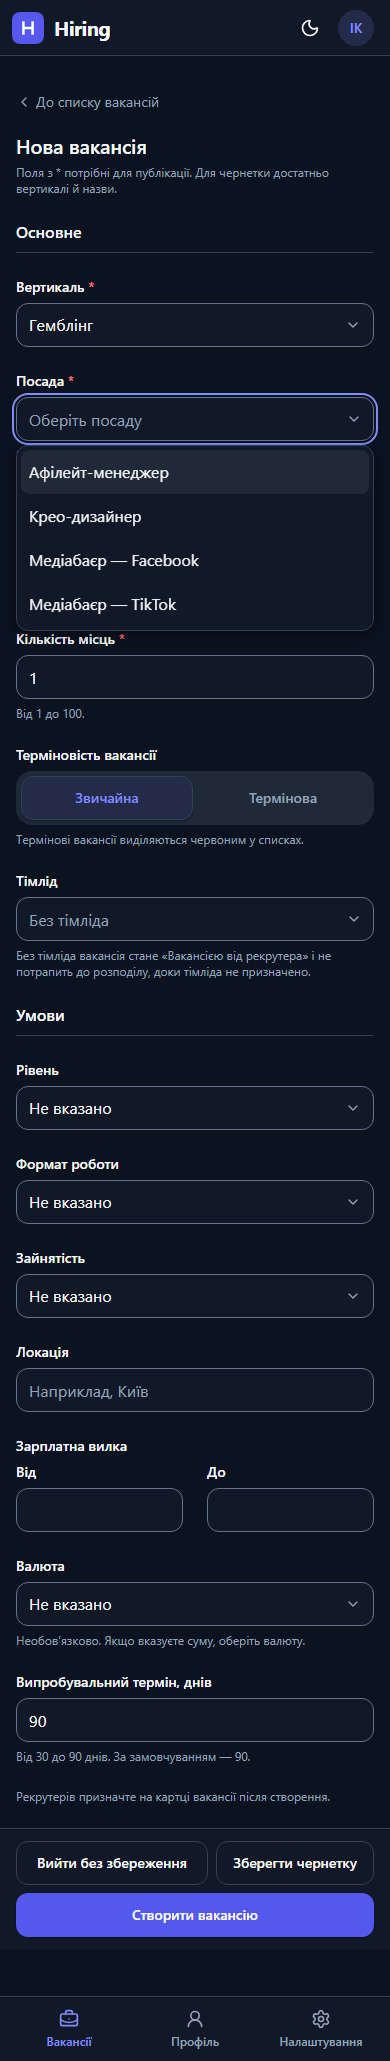 H Hiring
ІК
До списку вакансій
Нова вакансія
Поля з * потрібні для публікації. Для чернетки достатньо
вертикалі й назви.
Основне
Вертикаль *
Гемблінг
Посада *
Оберіть посаду
Афілейт-менеджер
Крео-дизайнер
Медіабаєр — Facebook
Медіабаєр — TikTok
Кількість місць *
1
Від 1 до 100.
Терміновість вакансії
Звичайна Термінова
Термінові вакансії виділяються червоним у списках.
Тімлід
Без тімліда
Без тімліда вакансія стане «Вакансією від рекрутера» і не
потрапить до розподілу, доки тімліда не призначено.
Умови
Рівень
Не вказано
Формат роботи
Не вказано
Зайнятість
Не вказано
Локація
Наприклад, Київ
Зарплатна вилка
Від До
Валюта
Не вказано
Необов'язково. Якщо вказуєте суму, оберіть валюту.
Випробувальний термін, днів
90
Від 30 до 90 днів. За замовчуванням — 90.
Рекрутерів призначте на картці вакансії після створення.
Вийти без збереження Зберегти чернетку
Створити вакансію
Вакансії Профіль Налаштування